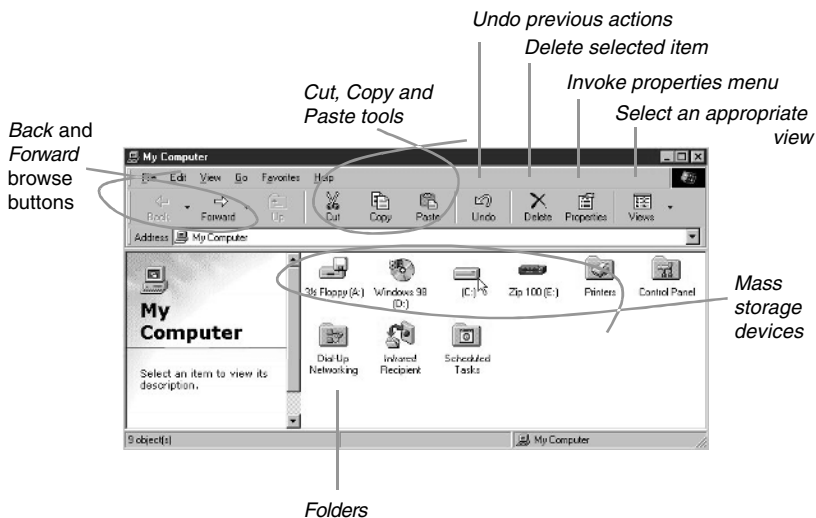 Undo previous actions
Delete selected item
Cut, Copy and
Paste tools
Invoke properties menu
Select an appropriate
view
Back and
Forward
browse
buttons
My Computer
File Edit View Go Favorites Help
Back Forward Up Cut Copy Paste Undo Delete Properties Views
Address My Computer
My
Computer
Select an item to view its
description.
3½ Floppy (A:) Windows 98 (C:) Zip 100 (E:) Printers Control Panel
(D:)
Dial-Up Infrared Scheduled
Networking Recipient Tasks
Mass
storage
devices
9 object(s) My Computer
Folders